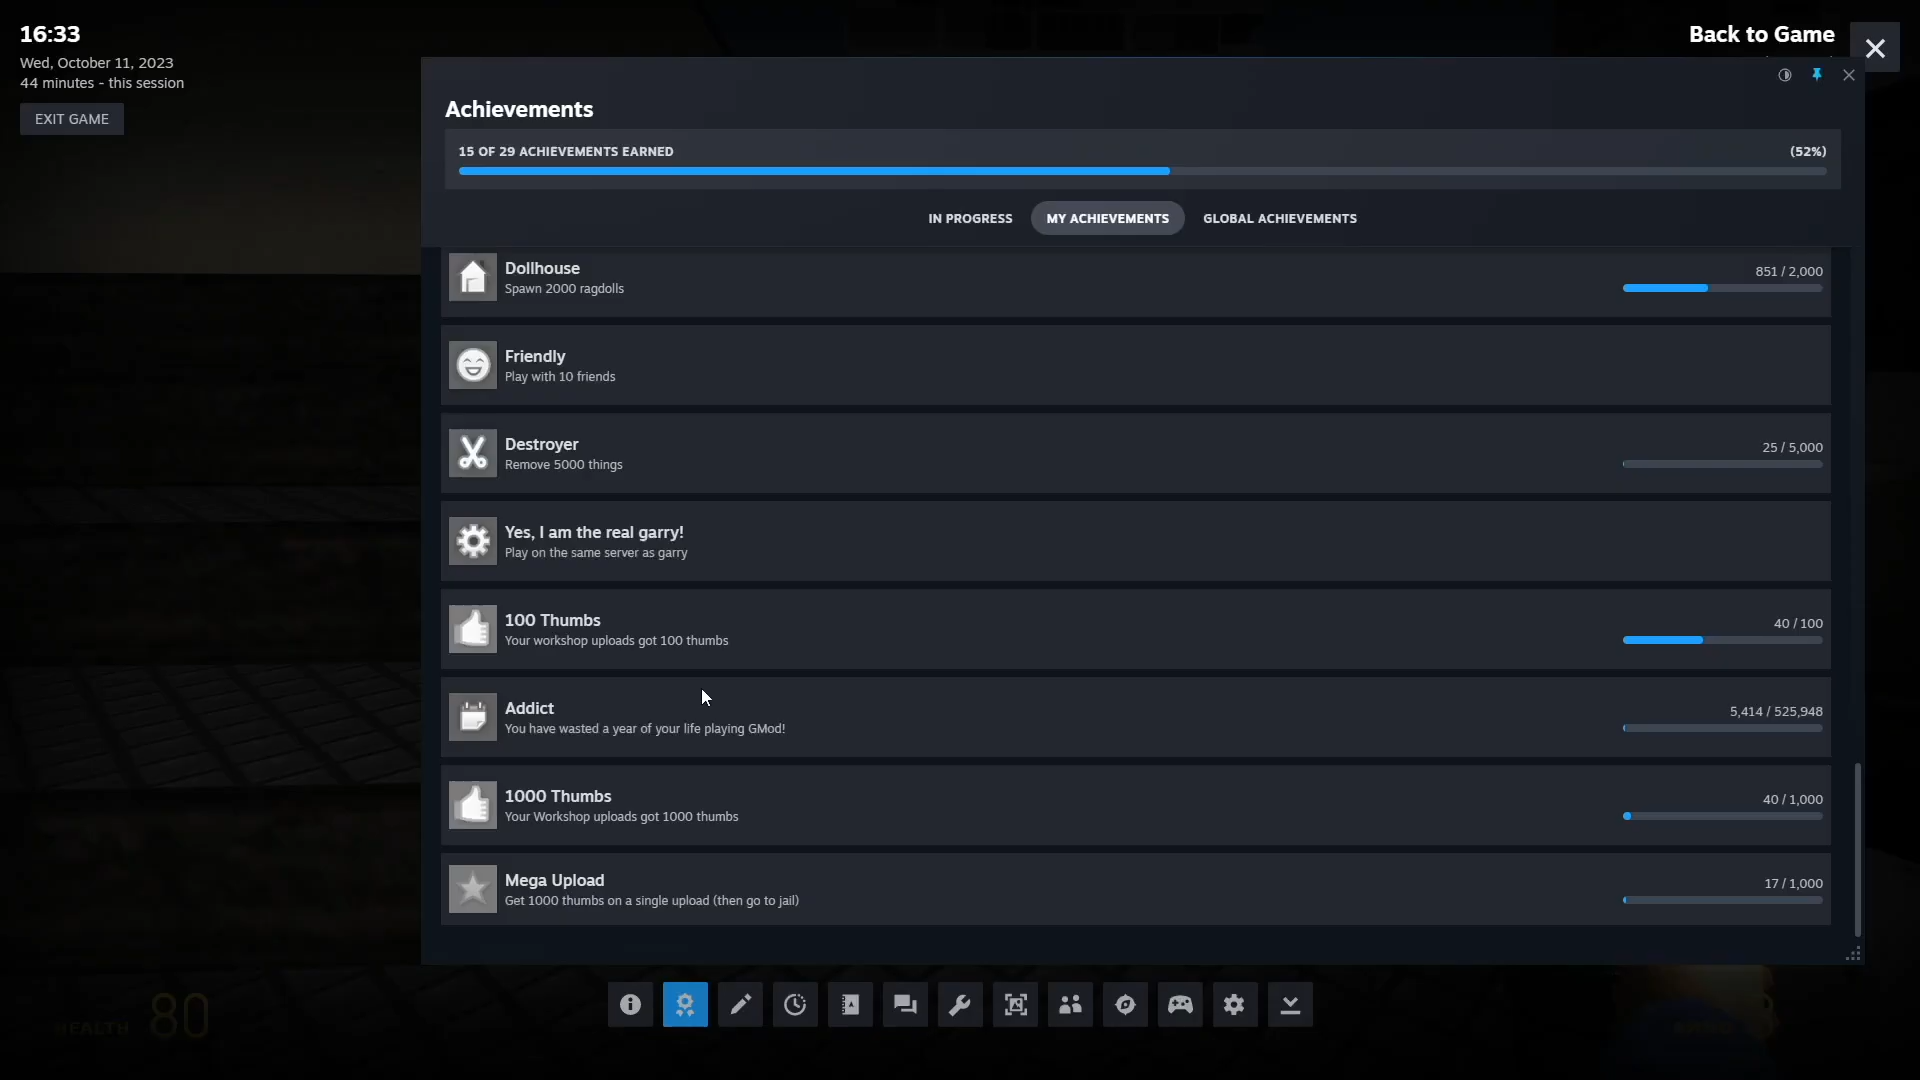 16:33
Wed, October 11, 2023
44 minutes - this session
EXIT GAME
Back to Game
Achievements
15 OF 29 ACHIEVEMENTS EARNED
(52%)
IN PROGRESS
MY ACHIEVEMENTS
GLOBAL ACHIEVEMENTS
Dollhouse
Spawn 2000 ragdolls
851 / 2,000
Friendly
Play with 10 friends
Destroyer
Remove 5000 things
25 / 5,000
Yes, I am the real garry!
Play on the same server as garry
100 Thumbs
Your workshop uploads got 100 thumbs
40 / 100
Addict
You have wasted a year of your life playing GMod!
5,414 / 525,948
1000 Thumbs
Your Workshop uploads got 1000 thumbs
40 / 1,000
Mega Upload
Get 1000 thumbs on a single upload (then go to jail)
17 / 1,000
HEALTH 80